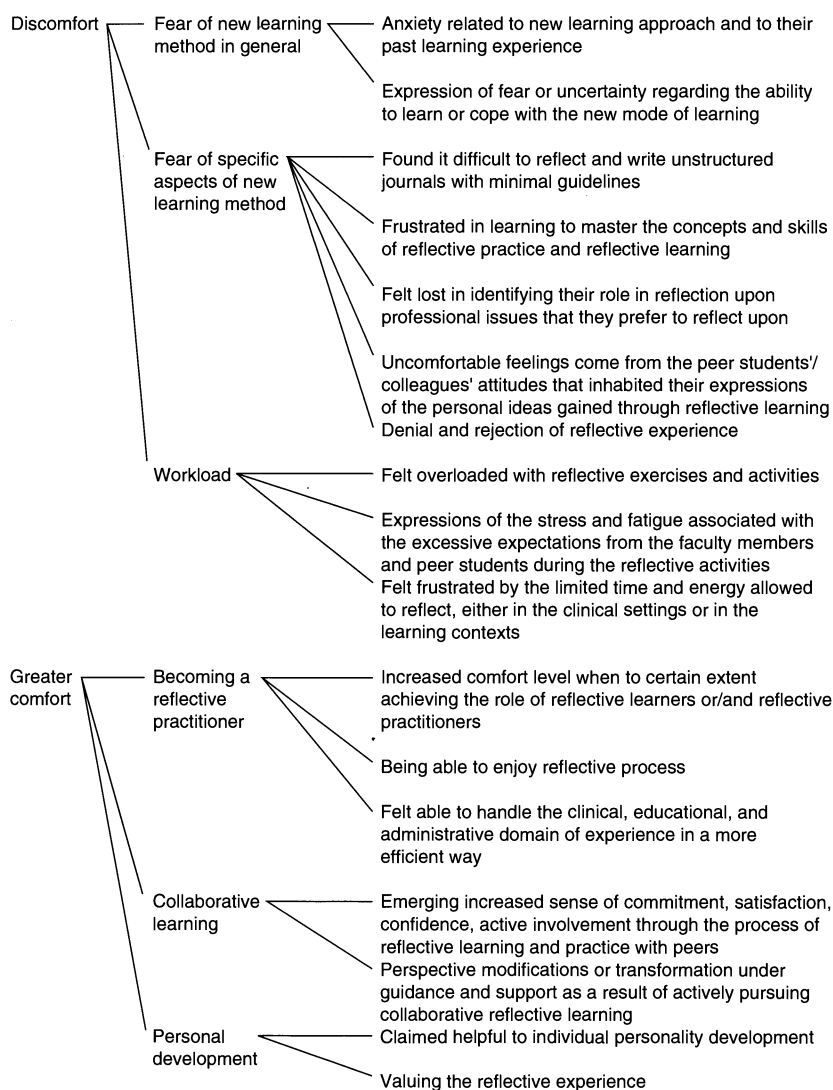 Discomfort
Fear of new learning
method in general
Anxiety related to new learning approach and to their
past learning experience
Expression of fear or uncertainty regarding the ability
to learn or cope with the new mode of learning
Fear of specific
aspects of new
learning method
Found it difficult to reflect and write unstructured
journals with minimal guidelines
Frustrated in learning to master the concepts and skills
of reflective practice and reflective learning
Felt lost in identifying their role in reflection upon
professional issues that they prefer to reflect upon
Uncomfortable feelings come from the peer students'/
colleagues' attitudes that inhabited their expressions
of the personal ideas gained through reflective learning
Denial and rejection of reflective experience
Workload
Felt overloaded with reflective exercises and activities
Expressions of the stress and fatigue associated with
the excessive expectations from the faculty members
and peer students during the reflective activities
Felt frustrated by the limited time and energy allowed
to reflect, either in the clinical settings or in the
learning contexts
Greater
comfort
Becoming a
reflective
practitioner
Increased comfort level when to certain extent
achieving the role of reflective learners or/and reflective
practitioners
Being able to enjoy reflective process
Felt able to handle the clinical, educational, and
administrative domain of experience in a more
efficient way
Collaborative
learning
Emerging increased sense of commitment, satisfaction,
confidence, active involvement through the process of
reflective learning and practice with peers
Perspective modifications or transformation under
guidance and support as a result of actively pursuing
collaborative reflective learning
Personal
development
Claimed helpful to individual personality development
Valuing the reflective experience